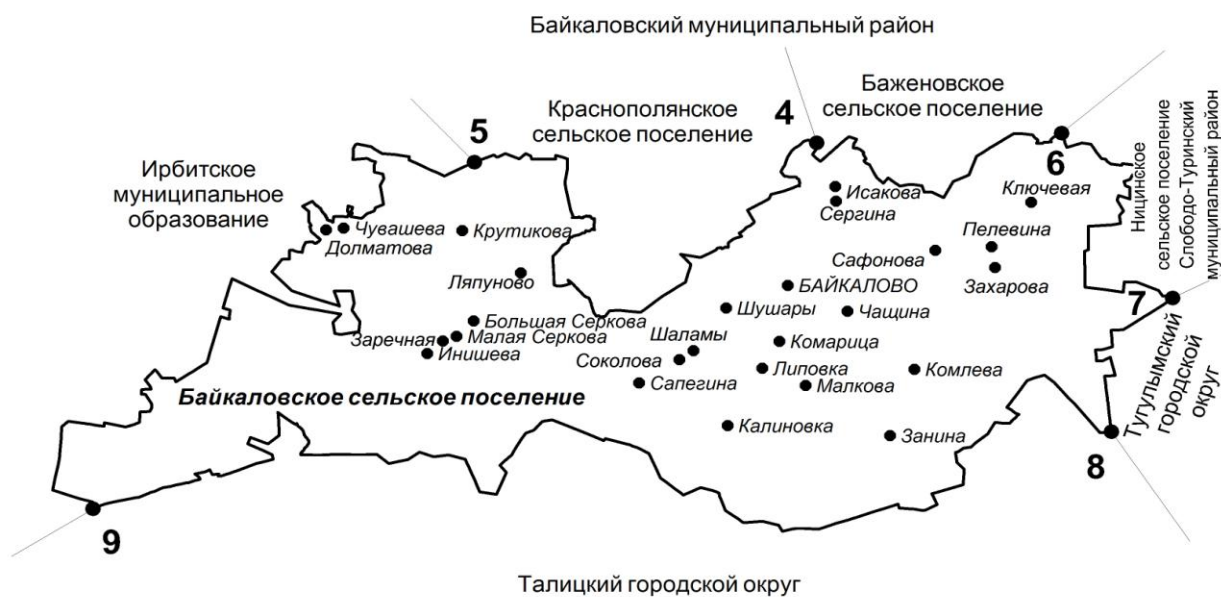 Байкаловский муниципальный район
Баженовское
сельское поселение
4
Краснополянское
сельское поселение
5
6
Ирбитское
муниципальное
образование
Ницинское
сельское поселение
Слободо-Туринский
муниципальный район
Исакова
Сергина
Ключевая
Чувашева
Долматова
Крутикова
Пелевина
Сафонова
Захарова
Ляпуново
БАЙКАЛОВО
7
Шушары
Чащина
Большая Серкова
Малая Серкова
Заречная
Инишева
Шаламы
Соколова
Комарица
Липовка
Сапегина
Малкова
Комлева
Тугулымский
городской
округ
Байкаловское сельское поселение
Калиновка
Занина
8
9
Талицкий городской округ